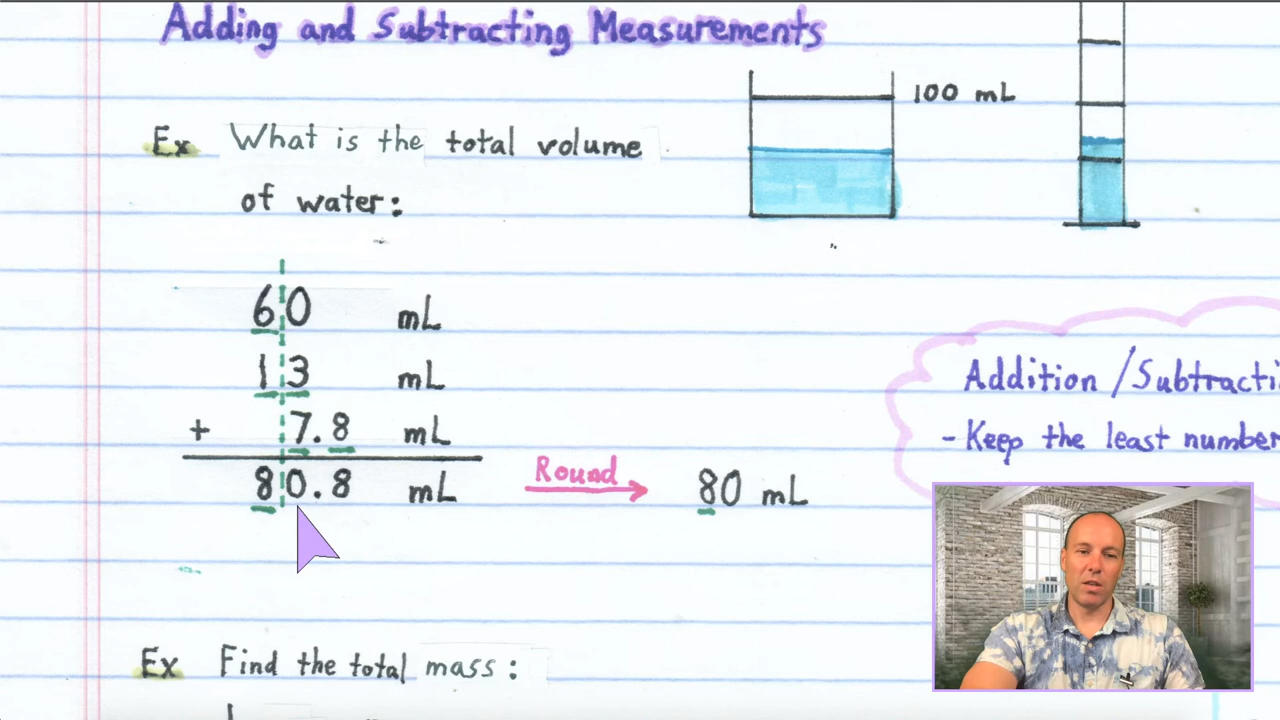 Adding and Subtracting Measurements
100 mL
Ex What is the total volume
of water:
60 mL
13 mL
+ 7.8 mL
80.8 mL Round 80 mL
Addition / Subtracti
- Keep the least number
Ex Find the total mass: